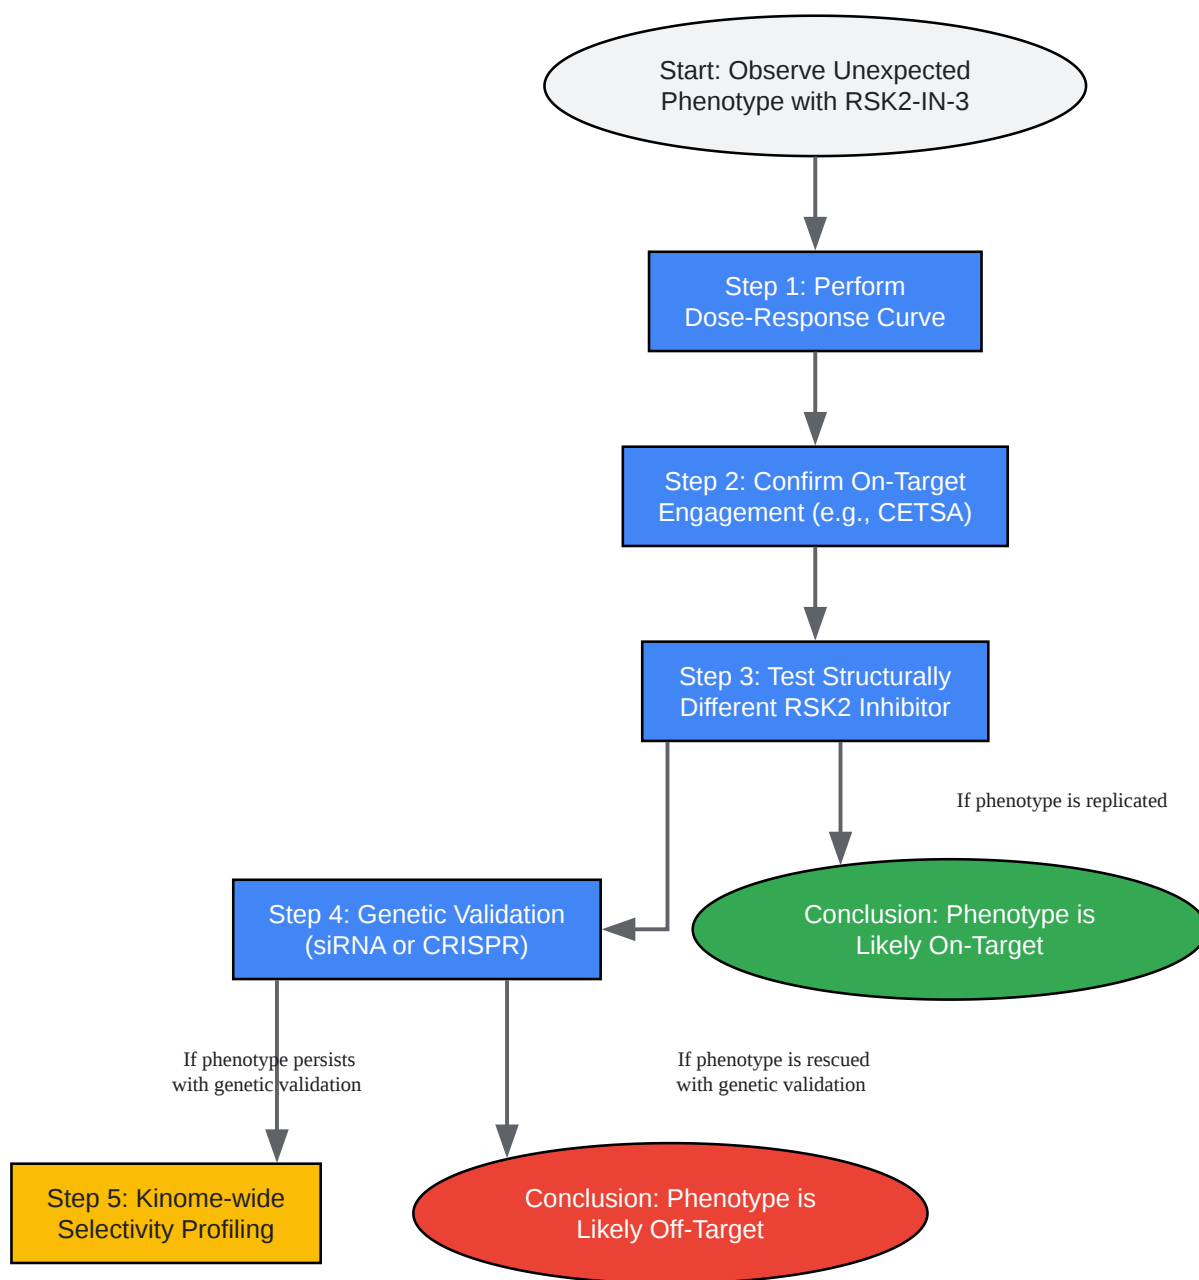 Start: Observe Unexpected
Phenotype with RSK2-IN-3
Step 1: Perform
Dose-Response Curve
Step 2: Confirm On-Target
Engagement (e.g., CETSA)
Step 3: Test Structurally
Different RSK2 Inhibitor
If phenotype is replicated
Step 4: Genetic Validation
(siRNA or CRISPR)
Conclusion: Phenotype is
Likely On-Target
If phenotype persists
with genetic validation
If phenotype is rescued
with genetic validation
Step 5: Kinome-wide
Selectivity Profiling
Conclusion: Phenotype is
Likely Off-Target